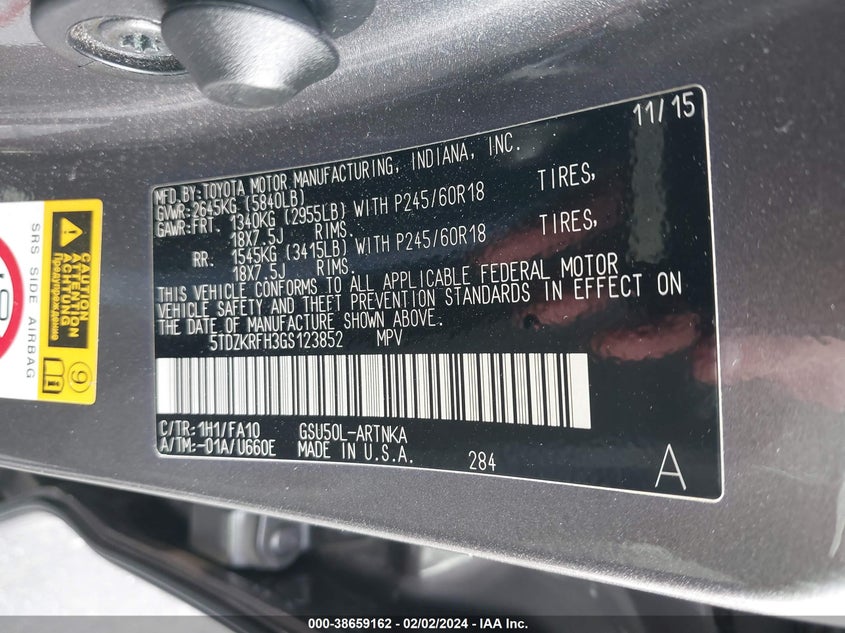 11/15
MFD.BY:TOYOTA MOTOR MANUFACTURING, INDIANA, INC.
GVWR:2645KG (5840LB)
GAWR:FRT. 1340KG (2955LB) WITH P245/60R18 TIRES,
18X7.5J RIMS.
RR. 1545KG (3415LB) WITH P245/60R18 TIRES,
18X7.5J RIMS.
THIS VEHICLE CONFORMS TO ALL APPLICABLE FEDERAL MOTOR
VEHICLE SAFETY AND THEFT PREVENTION STANDARDS IN EFFECT ON
THE DATE OF MANUFACTURE SHOWN ABOVE.
5TDZKRFH3GS123852 MPV
C/TR:1H1/FA10 GSU50L-ARTNKA
A/TM:-01A/U660E MADE IN U.S.A. 284
A
SRS SIDE AIRBAG
CAUTION
ATTENTION
ACHTUNG
Предупреждение
9
000-38659162 - 02/02/2024 - IAA Inc.